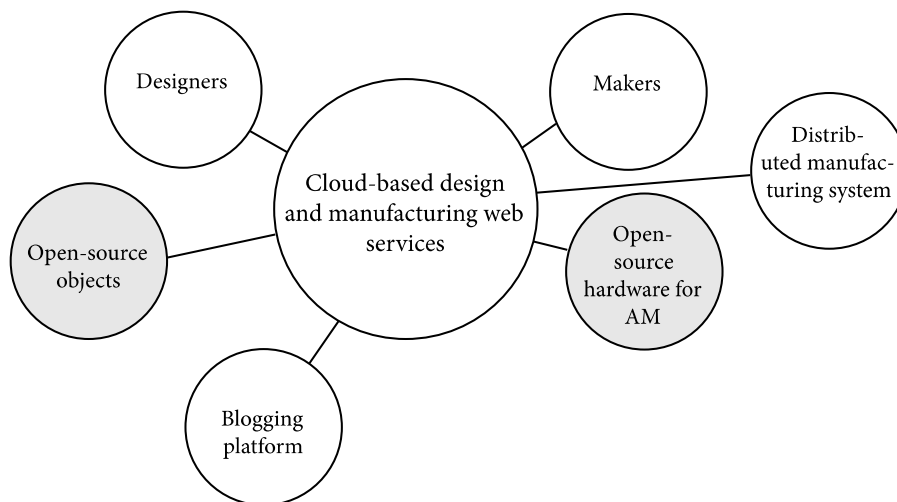 Designers
Makers
Distrib-
uted manufac-
turing system
Cloud-based design
and manufacturing web
services
Open-source
objects
Open-
source
hardware for
AM
Blogging
platform